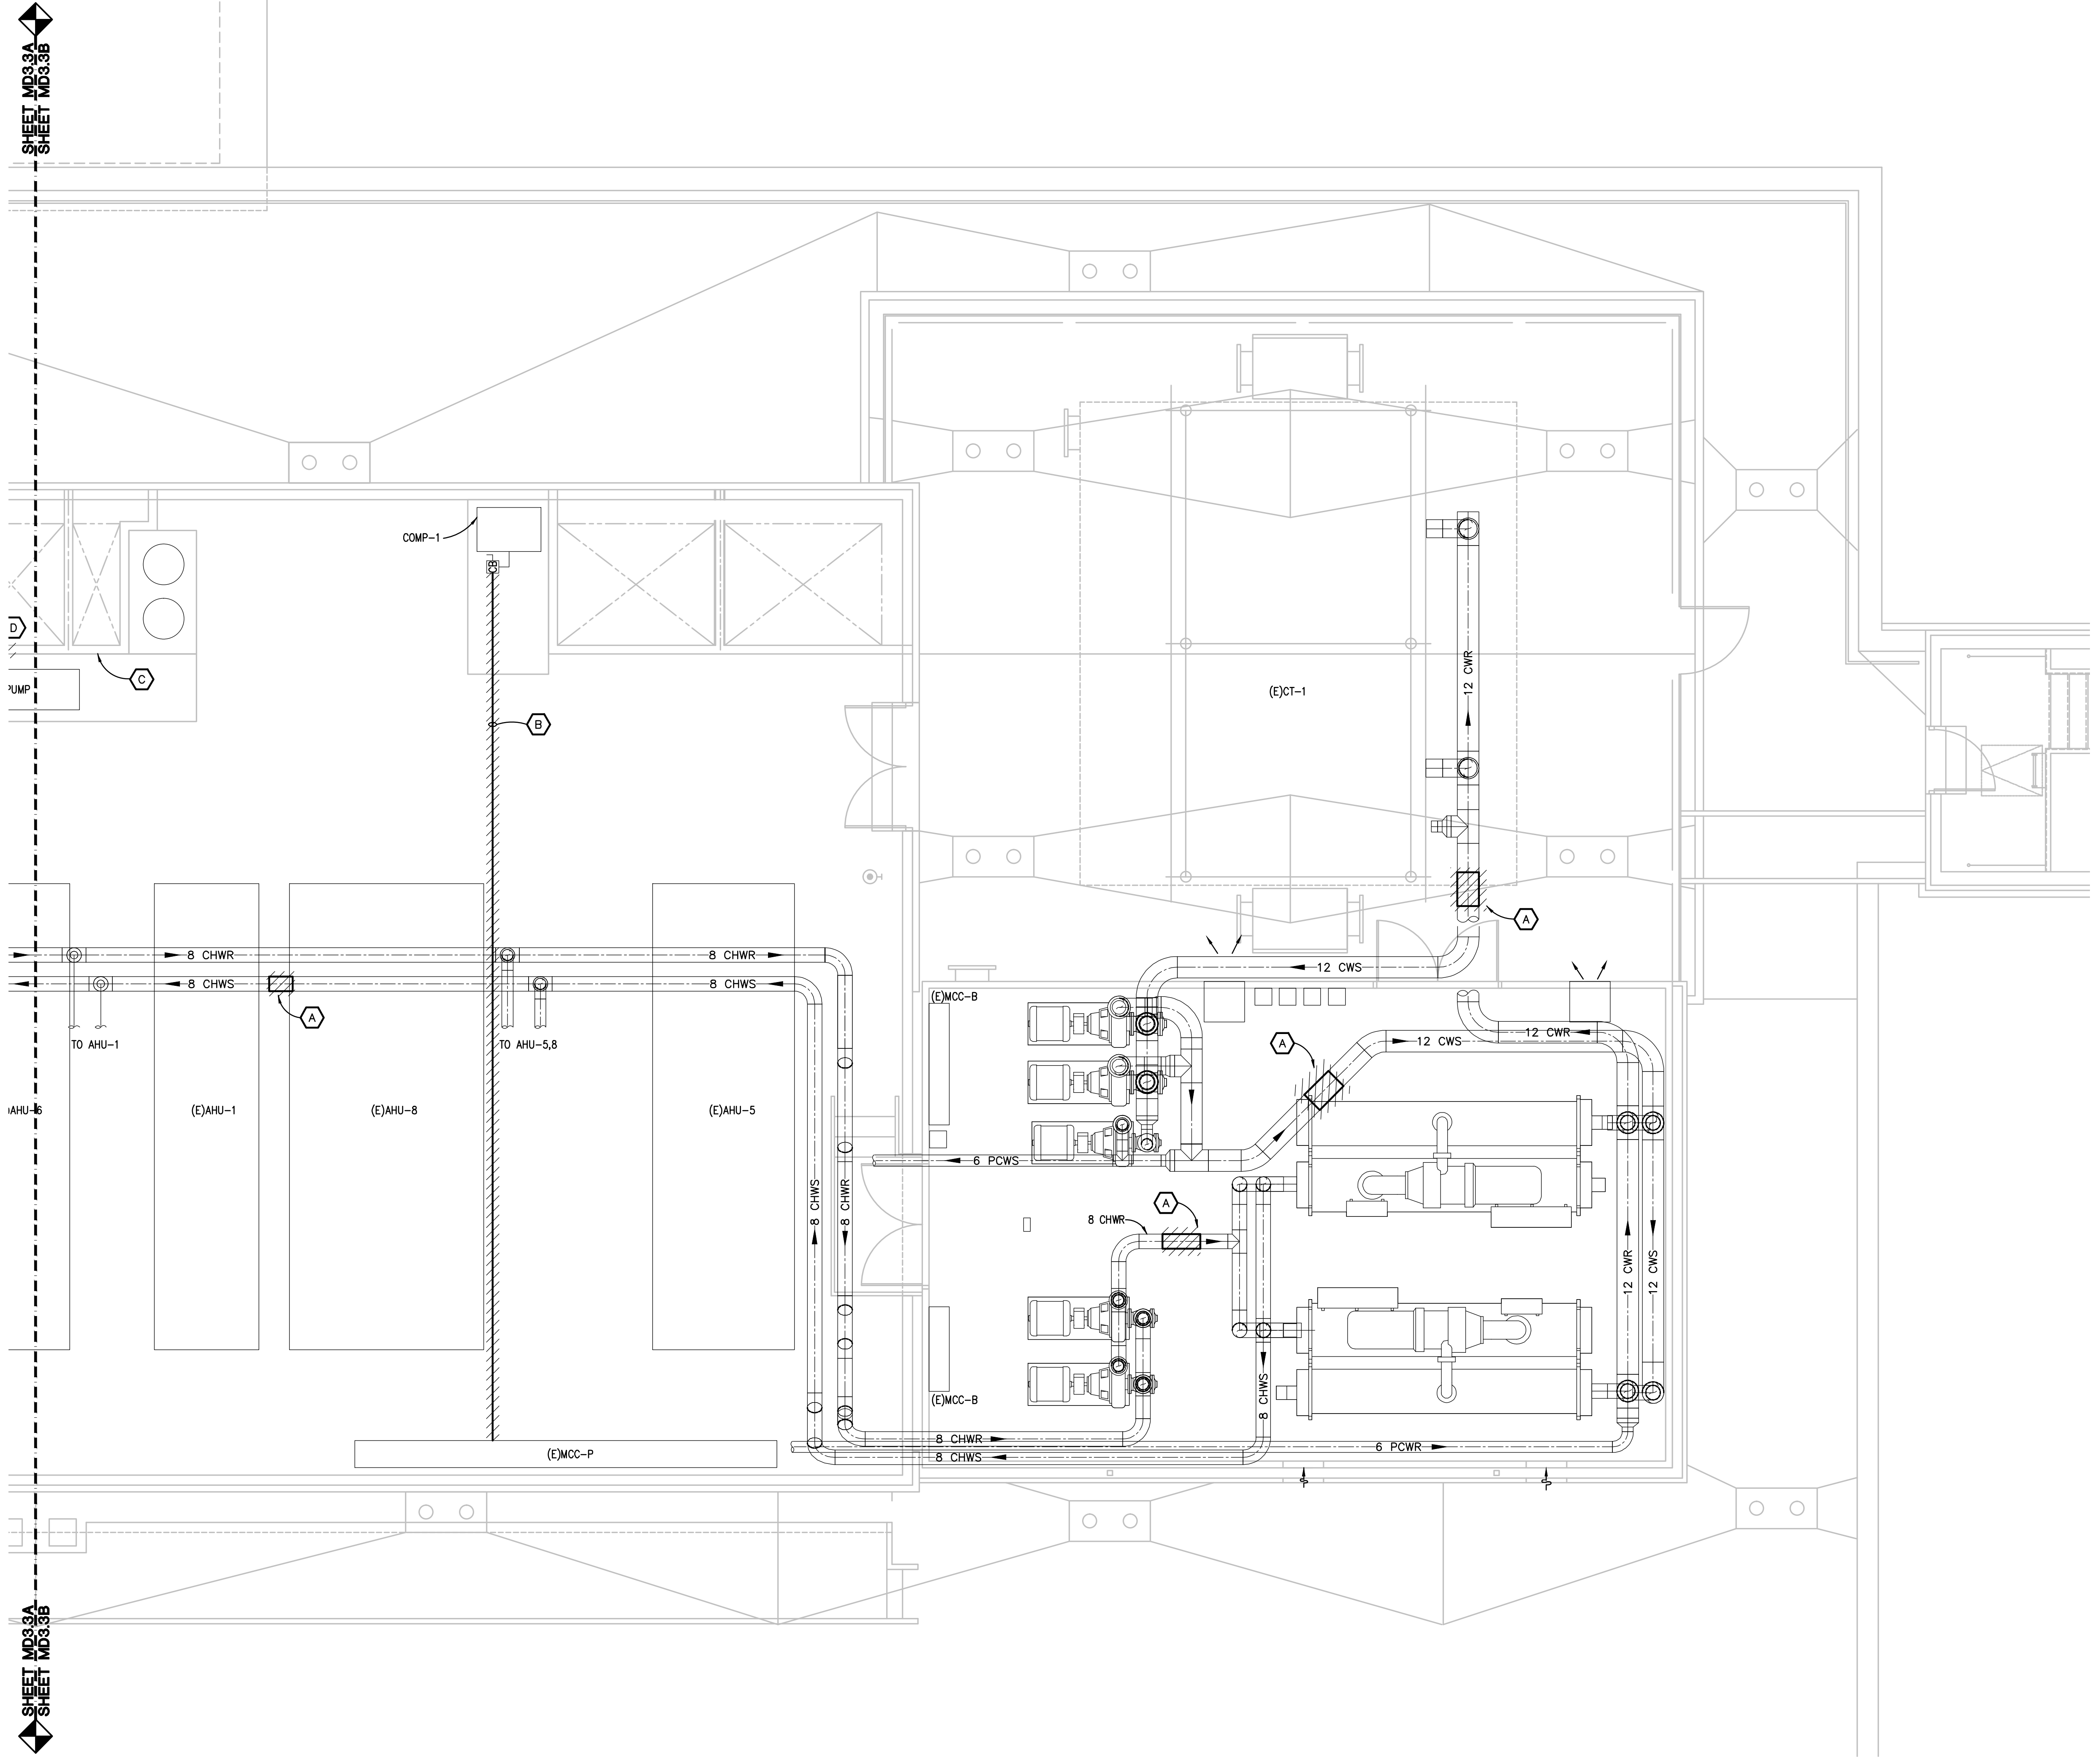 SHEET MD3.3A
SHEET MD3.3B
COMP-1
CB
D
C
PUMP
B
12 CWR
(E)CT-1
A
8 CHWR
8 CHWR
12 CWS
8 CHWS
8 CHWS
(E)MCC-B
A
TO AHU-1
TO AHU-5,8
12 CWR
12 CWS
A
)AHU-6
(E)AHU-1
(E)AHU-8
(E)AHU-5
6 PCWS
8 CHWS
8 CHWR
A
8 CHWR
12 CWR
12 CWS
8 CHWS
(E)MCC-B
8 CHWR
6 PCWR
(E)MCC-P
8 CHWS
SHEET MD3.3A
SHEET MD3.3B